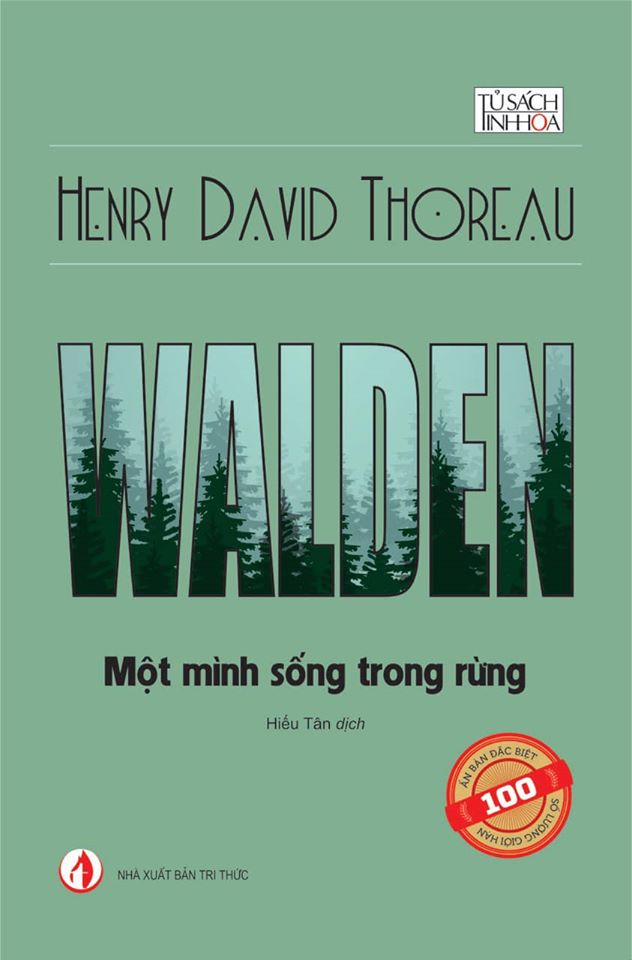 TỦ SÁCH
TINH HOA
HENRY DAVID THOREAU
WALDEN
Một mình sống trong rừng
Hiếu Tân dịch
ẤN BẢN ĐẶC BIỆT
100
SỐ LƯỢNG GIỚI HẠN
NHÀ XUẤT BẢN TRI THỨC